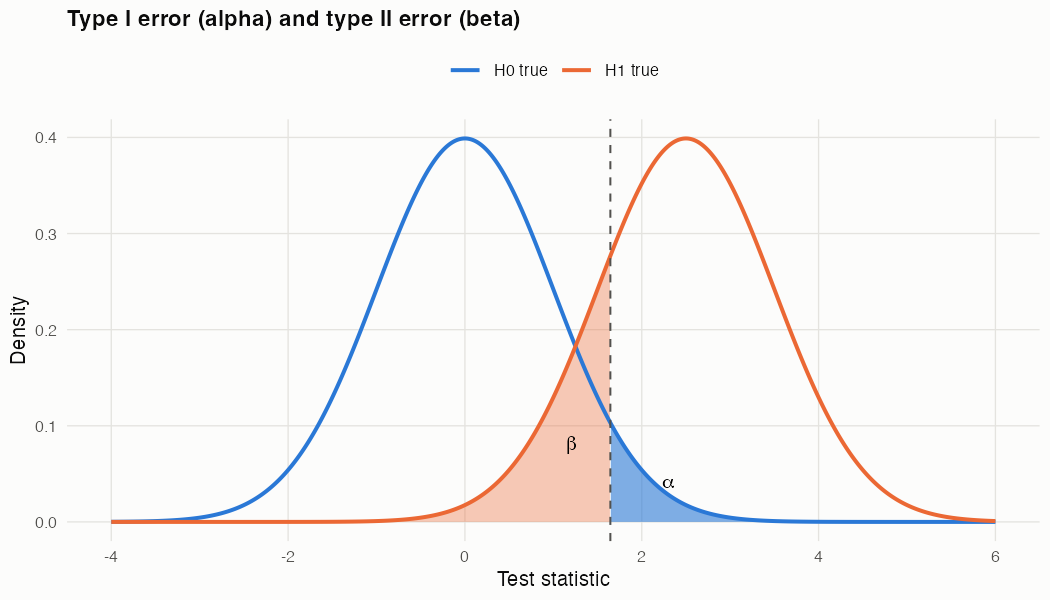 Type I error (alpha) and type II error (beta)
H0 true H1 true
0.4
0.3
0.2
0.1
0.0
Density
β
α
-4 -2 0 2 4 6
Test statistic